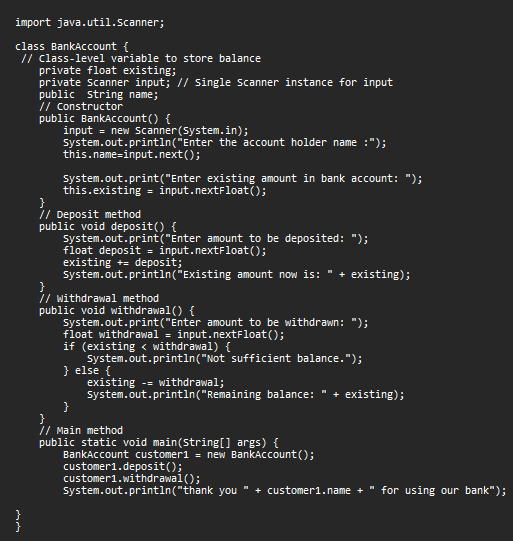 import java.util.Scanner;
class BankAccount {
// Class-level variable to store balance
private float existing;
private Scanner input; // Single Scanner instance for input
public  String name;
// Constructor
public BankAccount() {
input = new Scanner(System.in);
System.out.println("Enter the account holder name :");
this.name=input.next();
System.out.print("Enter existing amount in bank account: ");
this.existing = input.nextFloat();
}
// Deposit method
public void deposit() {
System.out.print("Enter amount to be deposited: ");
float deposit = input.nextFloat();
existing += deposit;
System.out.println("Existing amount now is: " + existing);
}
// Withdrawal method
public void withdrawal() {
System.out.print("Enter amount to be withdrawn: ");
float withdrawal = input.nextFloat();
if (existing < withdrawal) {
System.out.println("Not sufficient balance.");
} else {
existing -= withdrawal;
System.out.println("Remaining balance: " + existing);
}
}
// Main method
public static void main(String[] args) {
BankAccount customer1 = new BankAccount();
customer1.deposit();
customer1.withdrawal();
System.out.println("thank you " + customer1.name + " for using our bank");
}
}